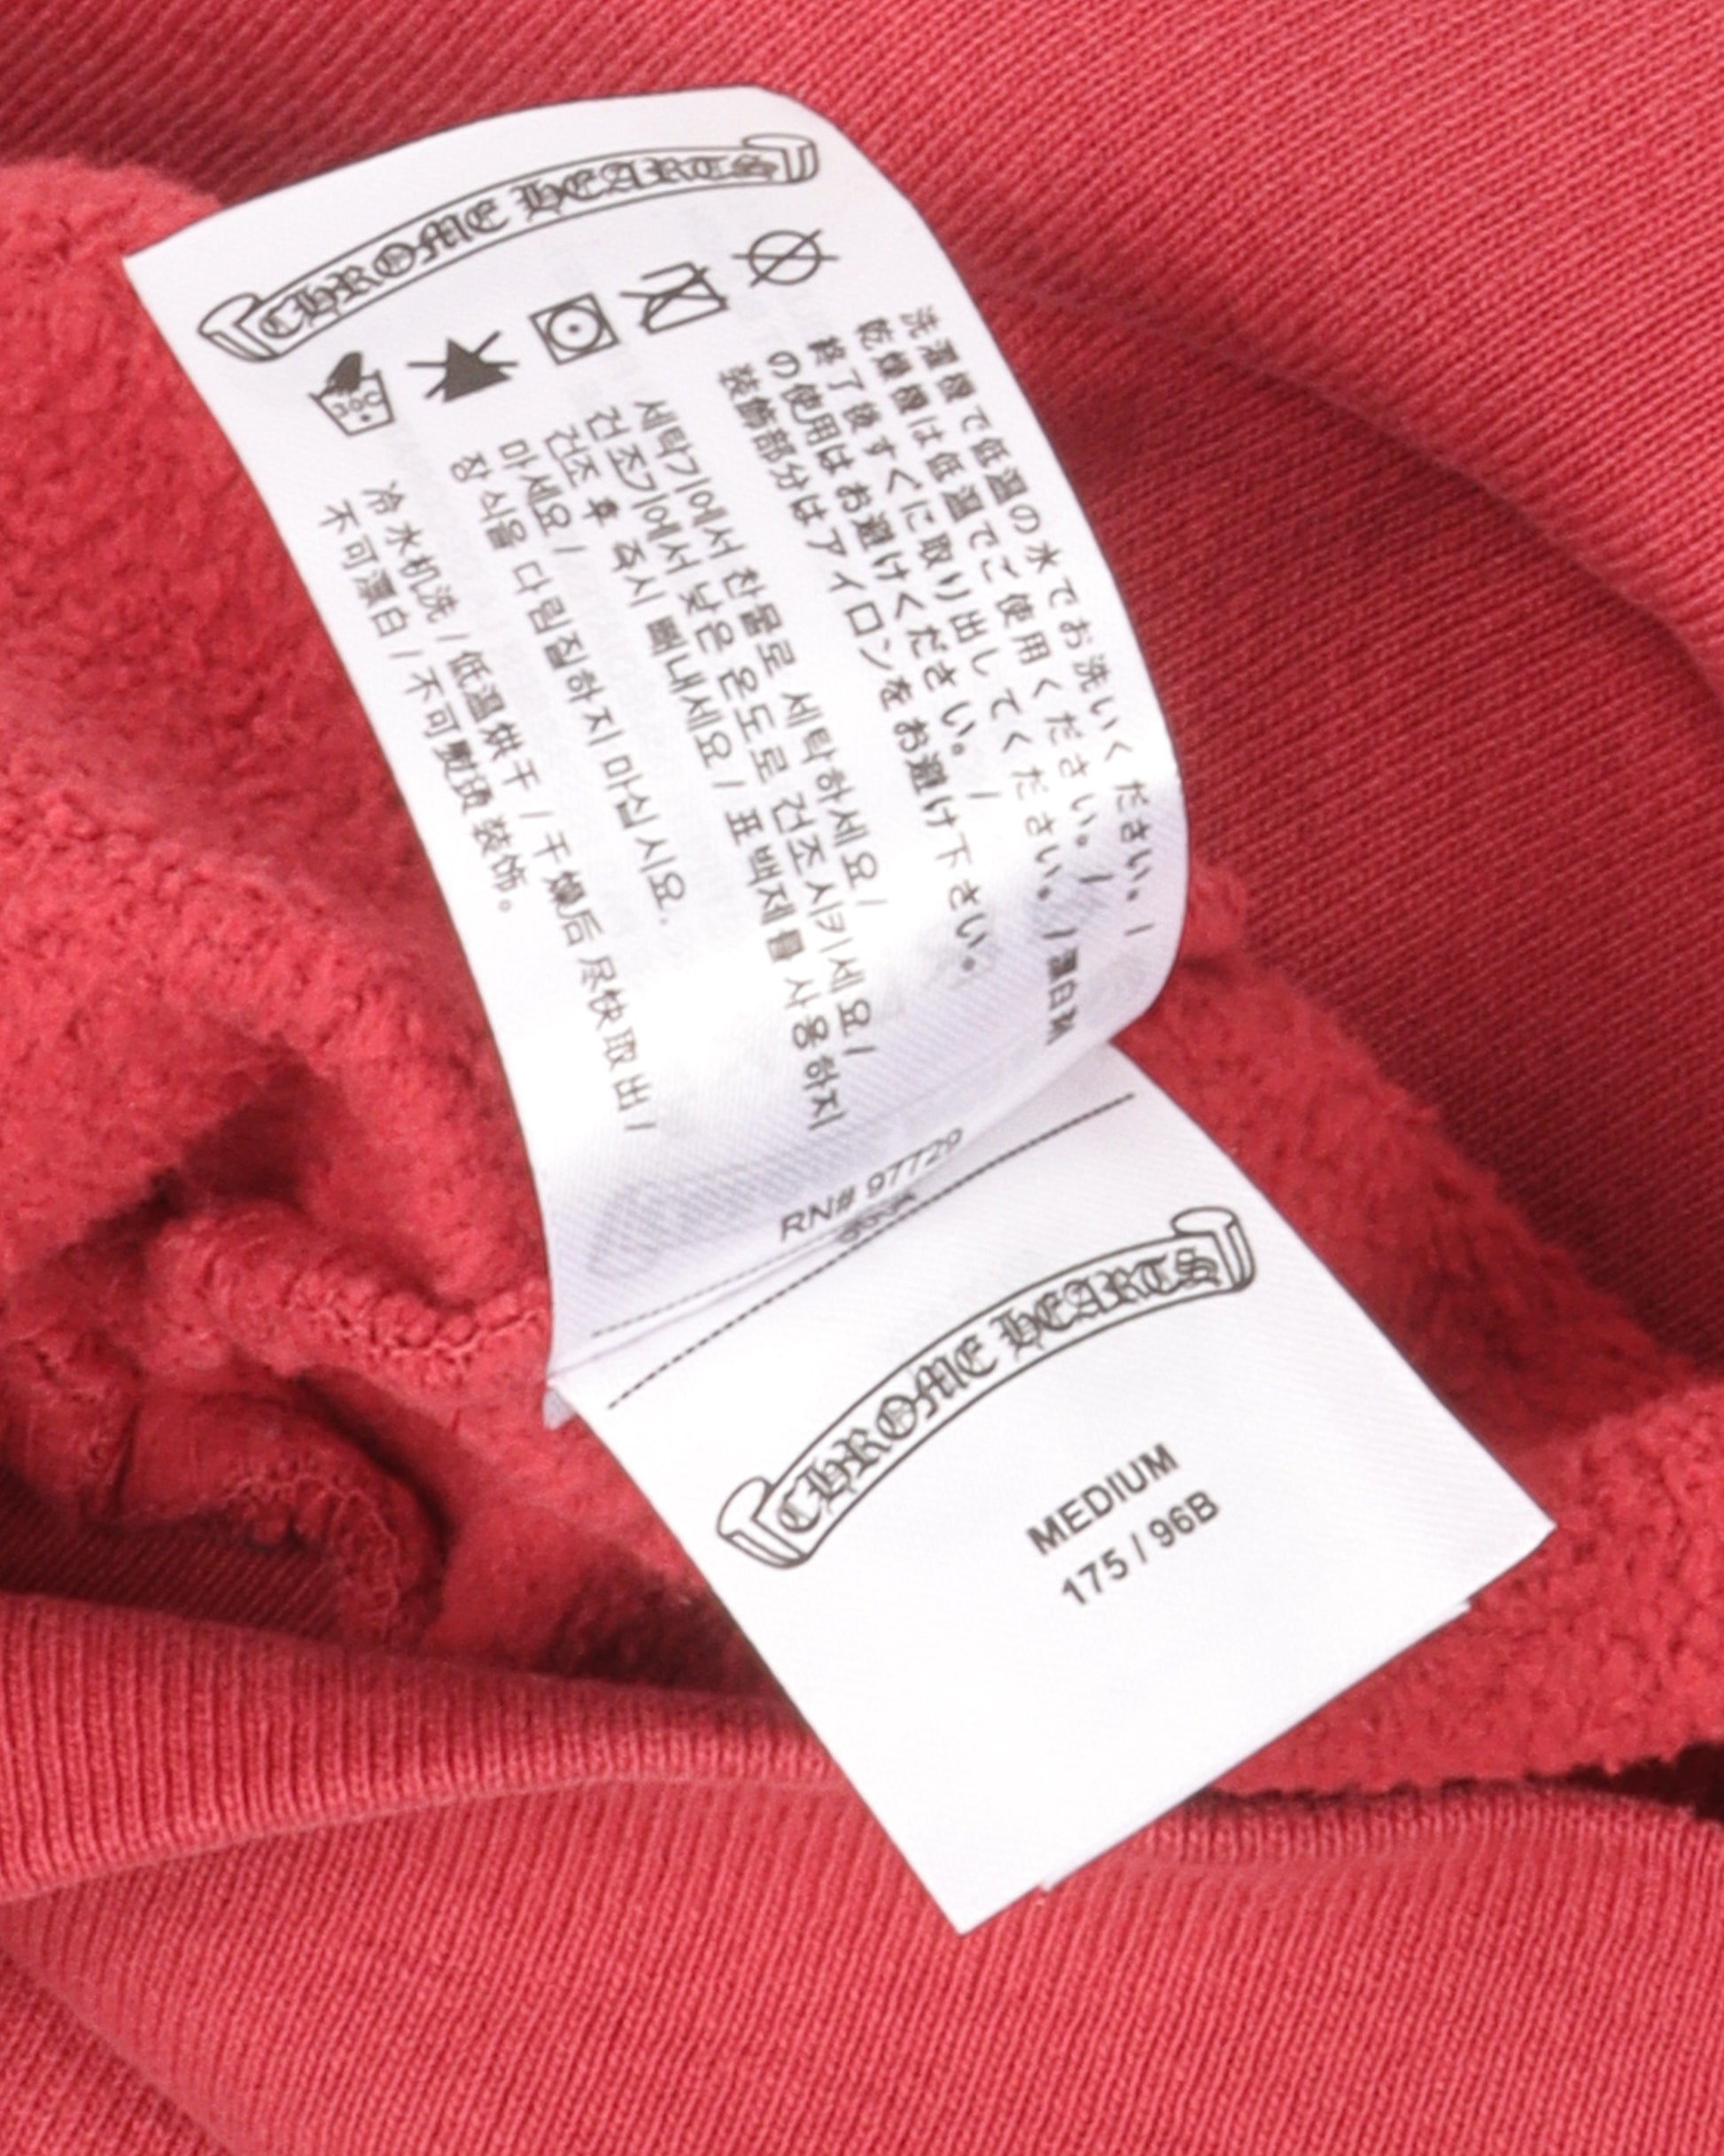 CHROME HEARTS
30C
洗濯機で低温の水でお洗いください。/
乾燥機は低温でご使用ください。/
終了後すぐに取り出してください。/ 漂白剤
の使用はお避けください。/
装飾部分はアイロンをお避け下さい。
세탁기에서 찬물로 세탁하세요/
건조기에서 낮은 온도로 건조시키세요/
건조 후 즉시 빼내세요/ 표백제를 사용하지
마세요/
장식을 다림질하지 마십시요.
冷水机洗 / 低温烘干 / 干燥后尽快取出 /
不可漂白 / 不可熨烫装饰。
RN# 97729
CHROME HEARTS
MEDIUM
175 / 96B